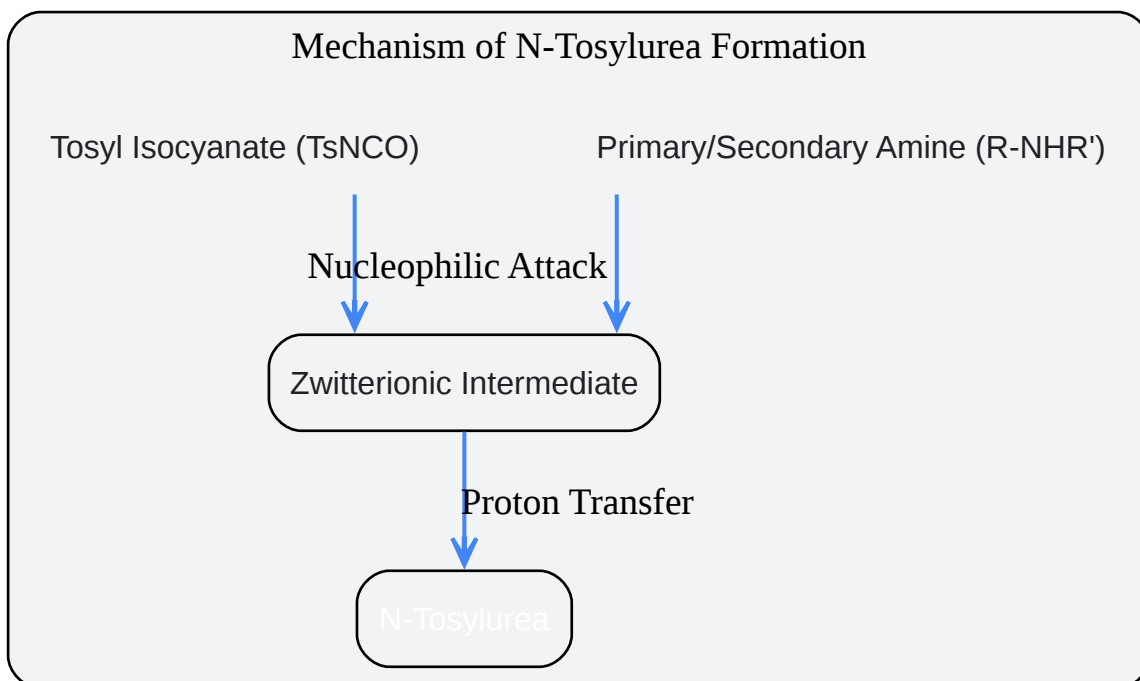 Mechanism of N-Tosylurea Formation
Tosyl Isocyanate (TsNCO)
Primary/Secondary Amine (R-NHR')
Nucleophilic Attack
Zwitterionic Intermediate
Proton Transfer
N-Tosylurea